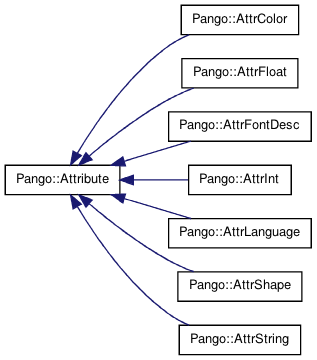 Pango::AttrColor
Pango::AttrFloat
Pango::AttrFontDesc
Pango::Attribute
Pango::AttrInt
Pango::AttrLanguage
Pango::AttrShape
Pango::AttrString